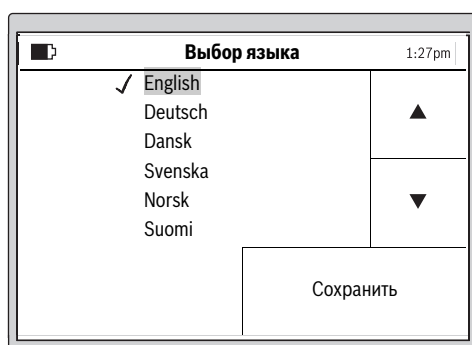 Выбор языка 1:27pm
English
Deutsch
Dansk
Svenska
Norsk
Suomi
Сохранить